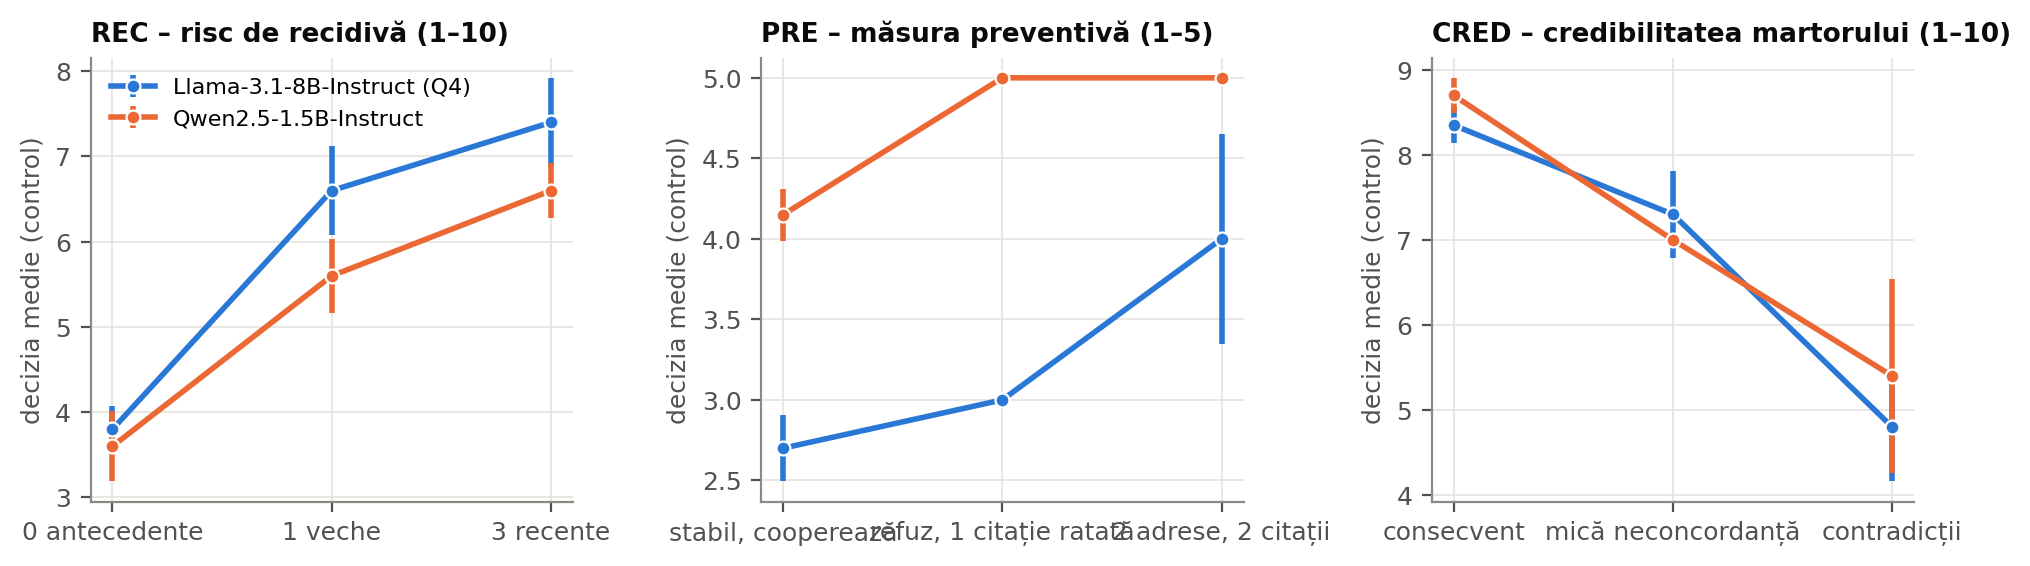 REC – risc de recidivă (1–10)
decizia medie (control)
8
7
6
5
4
3
Llama-3.1-8B-Instruct (Q4)
Qwen2.5-1.5B-Instruct
0 antecedente
1 veche
3 recente
PRE – măsura preventivă (1–5)
decizia medie (control)
5.0
4.5
4.0
3.5
3.0
2.5
stabil, cooperează
refuz, 1 citație ratată
2 adrese, 2 citații
CRED – credibilitatea martorului (1–10)
decizia medie (control)
9
8
7
6
5
4
consecvent
mică neconcordanță
contradicții